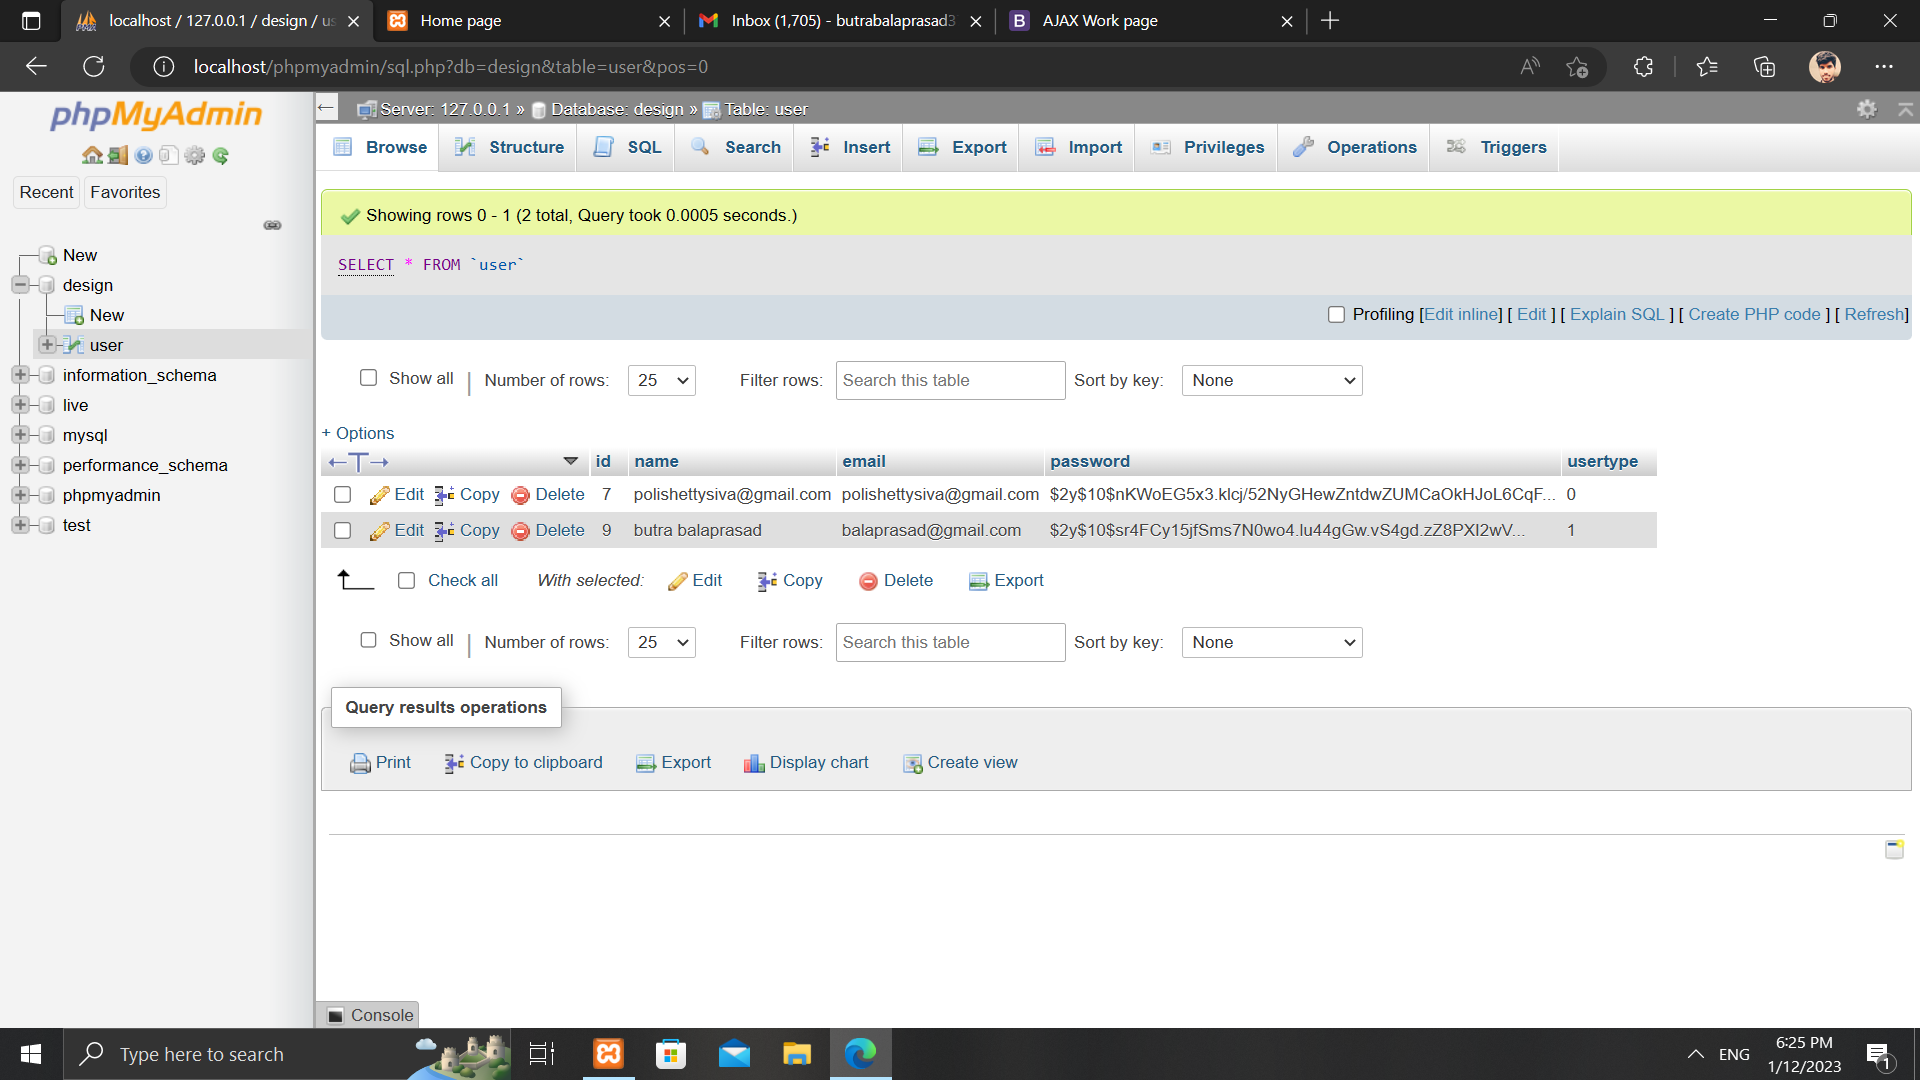 localhost / 127.0.0.1 / design / us
Home page
Inbox (1,705) - butrabalaprasad3
AJAX Work page
localhost/phpmyadmin/sql.php?db=design&table=user&pos=0
phpMyAdmin
Recent Favorites
New
design
New
user
information_schema
live
mysql
performance_schema
phpmyadmin
test
Server: 127.0.0.1 » Database: design » Table: user
Browse Structure SQL Search Insert Export Import Privileges Operations Triggers
Showing rows 0 - 1 (2 total, Query took 0.0005 seconds.)
SELECT * FROM `user`
Profiling [Edit inline] [ Edit ] [ Explain SQL ] [ Create PHP code ] [ Refresh]
Show all | Number of rows: 25 Filter rows: Search this table Sort by key: None
+ Options
←T→ id name email password usertype
Edit Copy Delete 7 polishettysiva@gmail.com polishettysiva@gmail.com $2y$10$nKWoEG5x3.klcj/52NyGHewZntdwZUMCaOkHJoL6CqF... 0
Edit Copy Delete 9 butra balaprasad balaprasad@gmail.com $2y$10$sr4FCy15jfSms7N0wo4.lu44gGw.vS4gd.zZ8PXI2wV... 1
Check all With selected: Edit Copy Delete Export
Show all | Number of rows: 25 Filter rows: Search this table Sort by key: None
Query results operations
Print Copy to clipboard Export Display chart Create view
Console
Type here to search
ENG
6:25 PM
1/12/2023
1